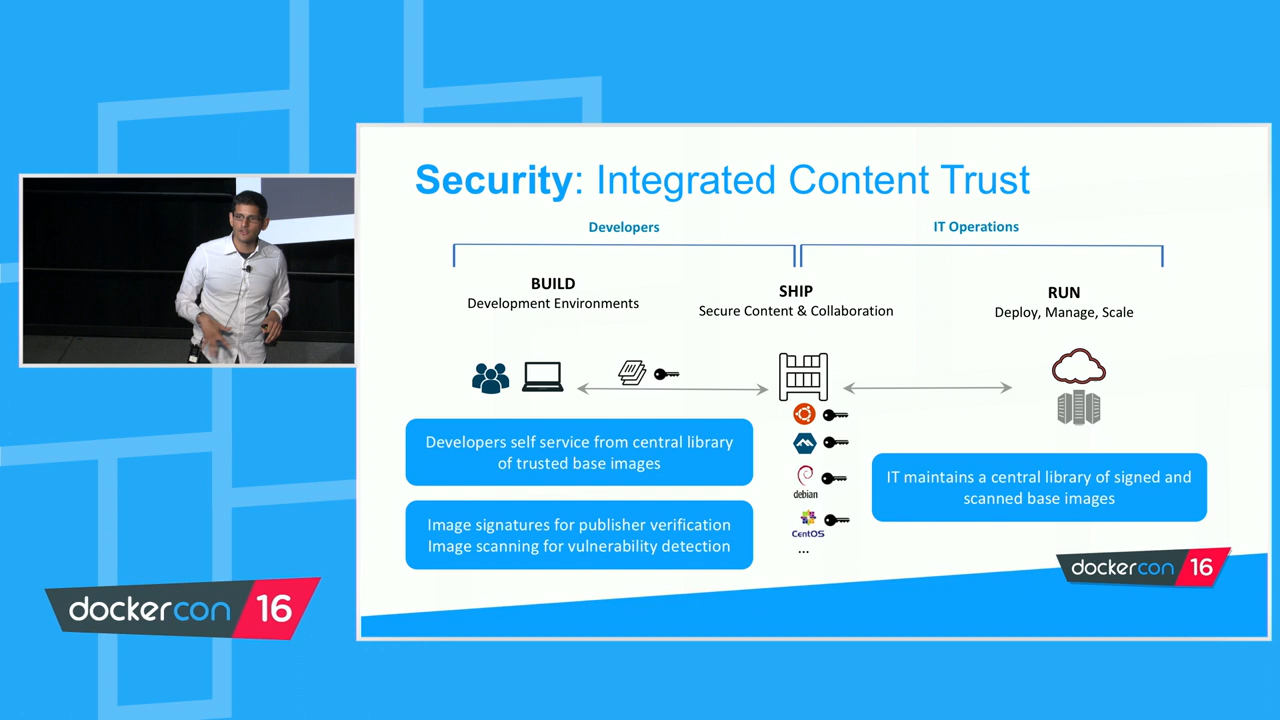 Security: Integrated Content Trust
Developers
IT Operations
BUILD
Development Environments
SHIP
Secure Content & Collaboration
RUN
Deploy, Manage, Scale
Developers self service from central library
of trusted base images
Image signatures for publisher verification
Image scanning for vulnerability detection
debian
CentOS
...
IT maintains a central library of signed and
scanned base images
dockercon 16
dockercon 16